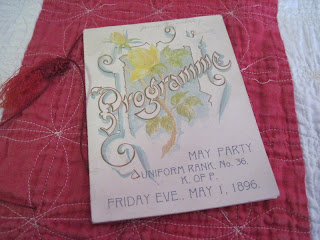 Programme
MAY PARTY
UNIFORM RANK, No. 36.
K. OF P.
FRIDAY EVE., MAY 1, 1896.